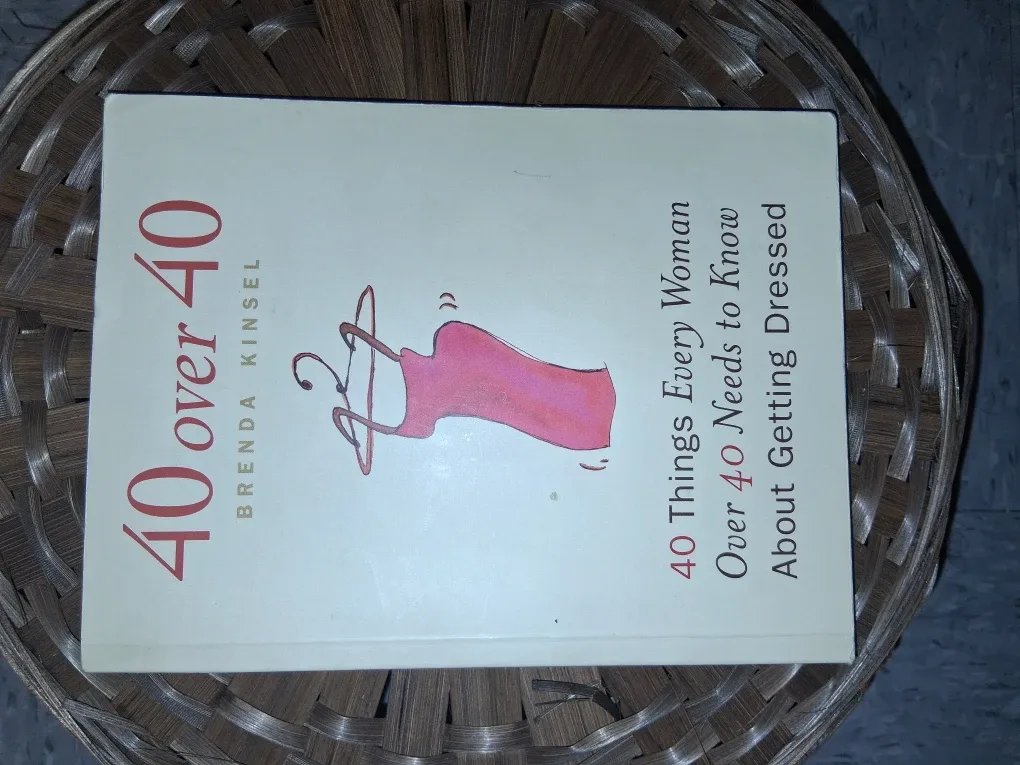 40 over 40
BRENDA KINSEL
40 Things Every Woman
Over 40 Needs to Know
About Getting Dressed